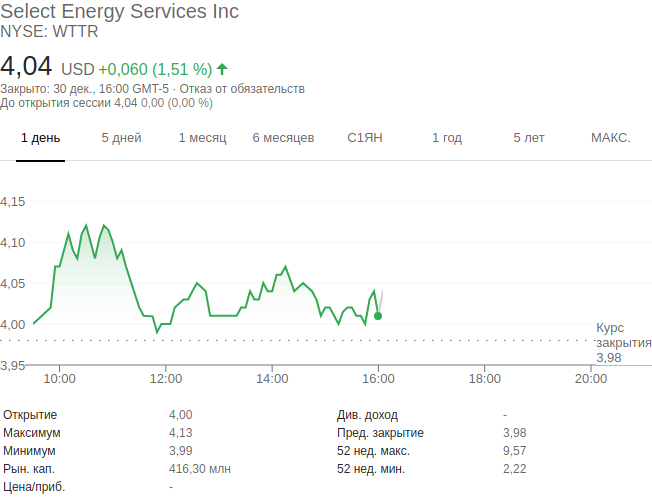 Select Energy Services Inc
NYSE: WTTR
4,04 USD +0,060 (1,51 %)
Закрыто: 30 дек., 16:00 GMT-5 · Отказ от обязательств
До открытия сессии 4,04 0,00 (0,00 %)
1 день 5 дней 1 месяц 6 месяцев С1ЯН 1 год 5 лет МАКС.
4,15
4,10
4,05
4,00
Курс
закрытия
3,98
3,95
10:00 12:00 14:00 16:00 18:00 20:00
Открытие 4,00 Див. доход -
Максимум 4,13 Пред. закрытие 3,98
Минимум 3,99 52 нед. макс. 9,57
Рын. кап. 416,30 млн 52 нед. мин. 2,22
Цена/приб. -